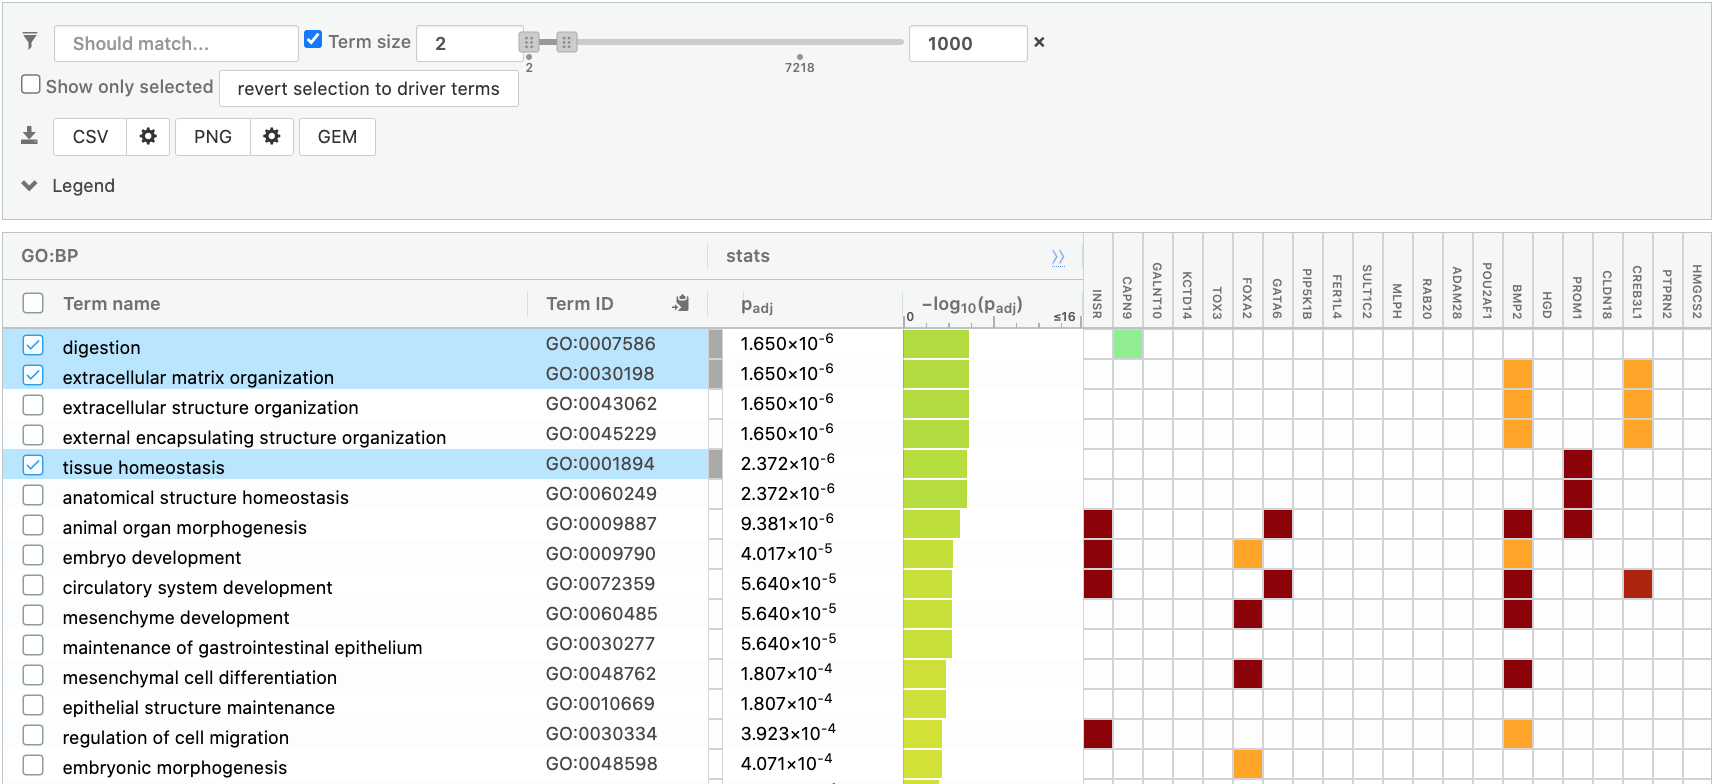 Should match...
Term size
2
1000
×
2
7218
Show only selected
revert selection to driver terms
CSV
PNG
GEM
Legend
GO:BP
stats
Term name
Term ID
padj
−log10(padj)
0
≤16
INSR
CAPN9
GALNT10
KCTD14
TOX3
FOXA2
GATA6
PIP5K1B
FER1L4
SULT1C2
MLPH
RAB20
ADAM28
POU2AF1
BMP2
HGD
PROM1
CLDN18
CREB3L1
PTPRN2
HMGCS2
digestion GO:0007586 1.650×10-6
extracellular matrix organization GO:0030198 1.650×10-6
extracellular structure organization GO:0043062 1.650×10-6
external encapsulating structure organization GO:0045229 1.650×10-6
tissue homeostasis GO:0001894 2.372×10-6
anatomical structure homeostasis GO:0060249 2.372×10-6
animal organ morphogenesis GO:0009887 9.381×10-6
embryo development GO:0009790 4.017×10-5
circulatory system development GO:0072359 5.640×10-5
mesenchyme development GO:0060485 5.640×10-5
maintenance of gastrointestinal epithelium GO:0030277 5.640×10-5
mesenchymal cell differentiation GO:0048762 1.807×10-4
epithelial structure maintenance GO:0010669 1.807×10-4
regulation of cell migration GO:0030334 3.923×10-4
embryonic morphogenesis GO:0048598 4.071×10-4